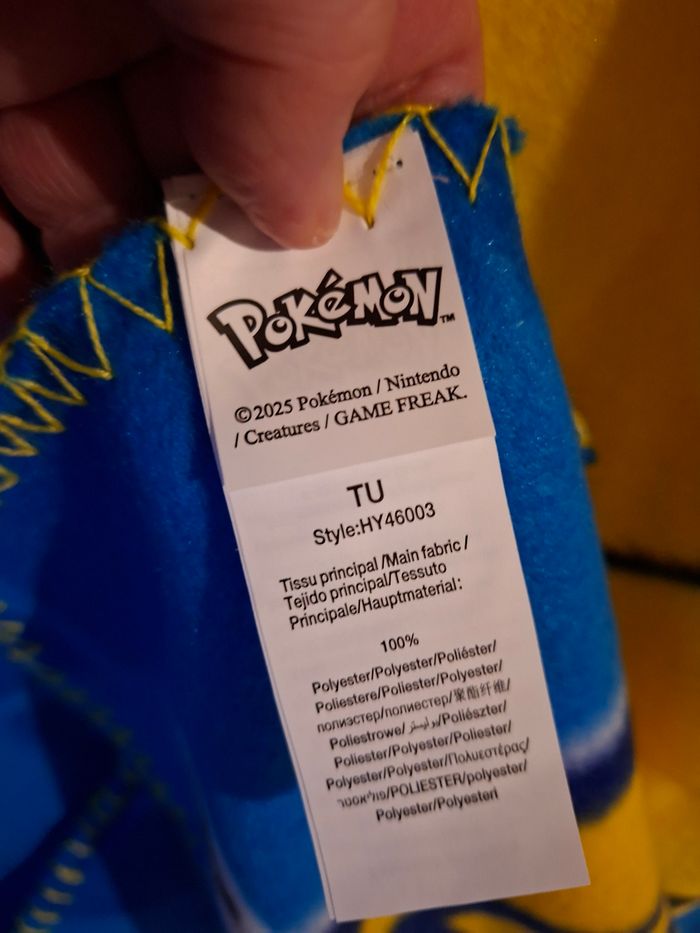 POKéMON™
©2025 Pokémon / Nintendo
/ Creatures / GAME FREAK.
TU
Style:HY46003
Tissu principal /Main fabric /
Tejido principal/Tessuto
Principale/Hauptmaterial:
100%
Polyester/Polyester/Poliéster/
Poliestere/Poliester/Polyester/
полиэстер/полиестер/聚酯纤维/
Poliestrowe/بوليستر/Poliészter/
Poliester/Polyester/Poliester/
Polyester/Polyester/Πολυεστέρας/
פוליאסטר/POLIESTER/polyester/
Polyester/Polyesteri